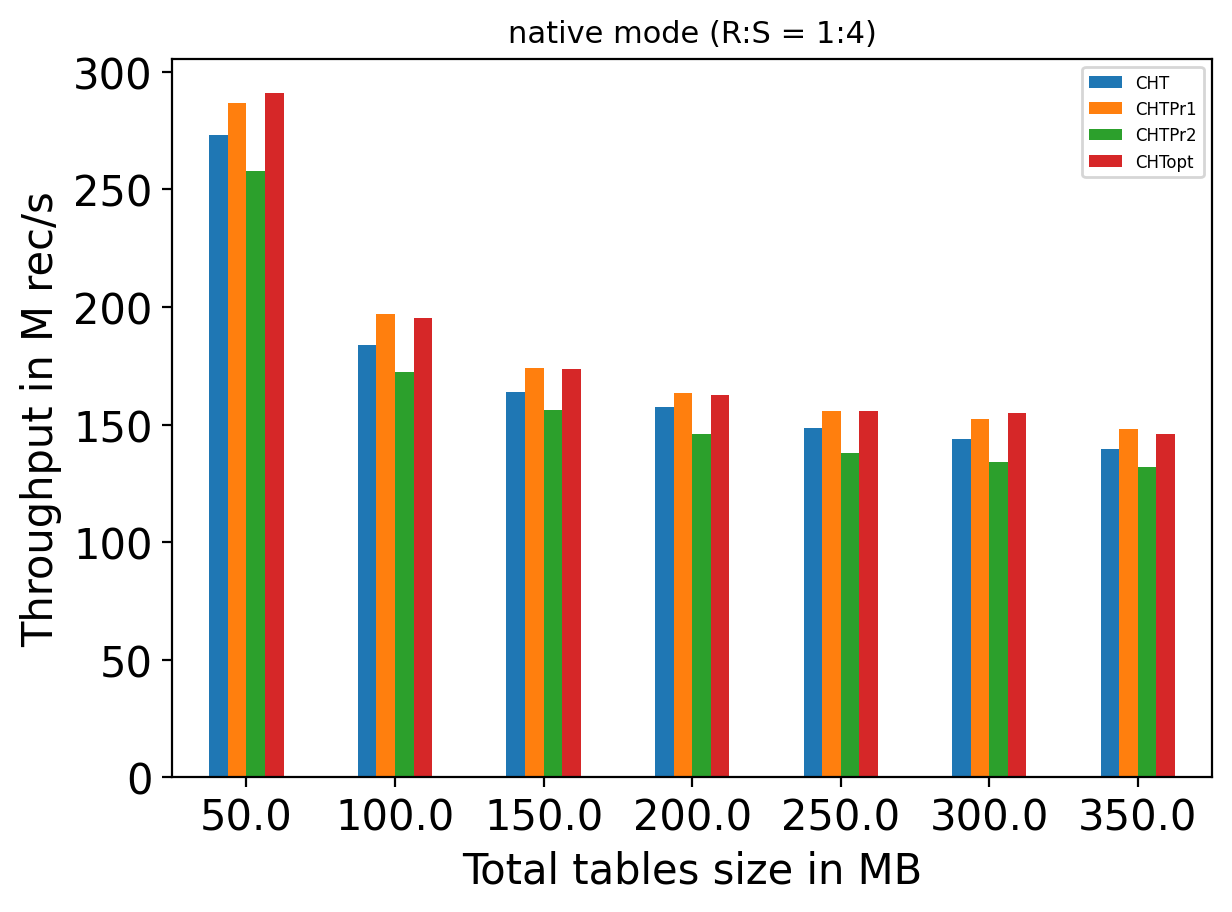 native mode (R:S = 1:4)
CHT
CHTPr1
CHTPr2
CHTopt
Throughput in M rec/s
300
250
200
150
100
50
0
50.0 100.0 150.0 200.0 250.0 300.0 350.0
Total tables size in MB